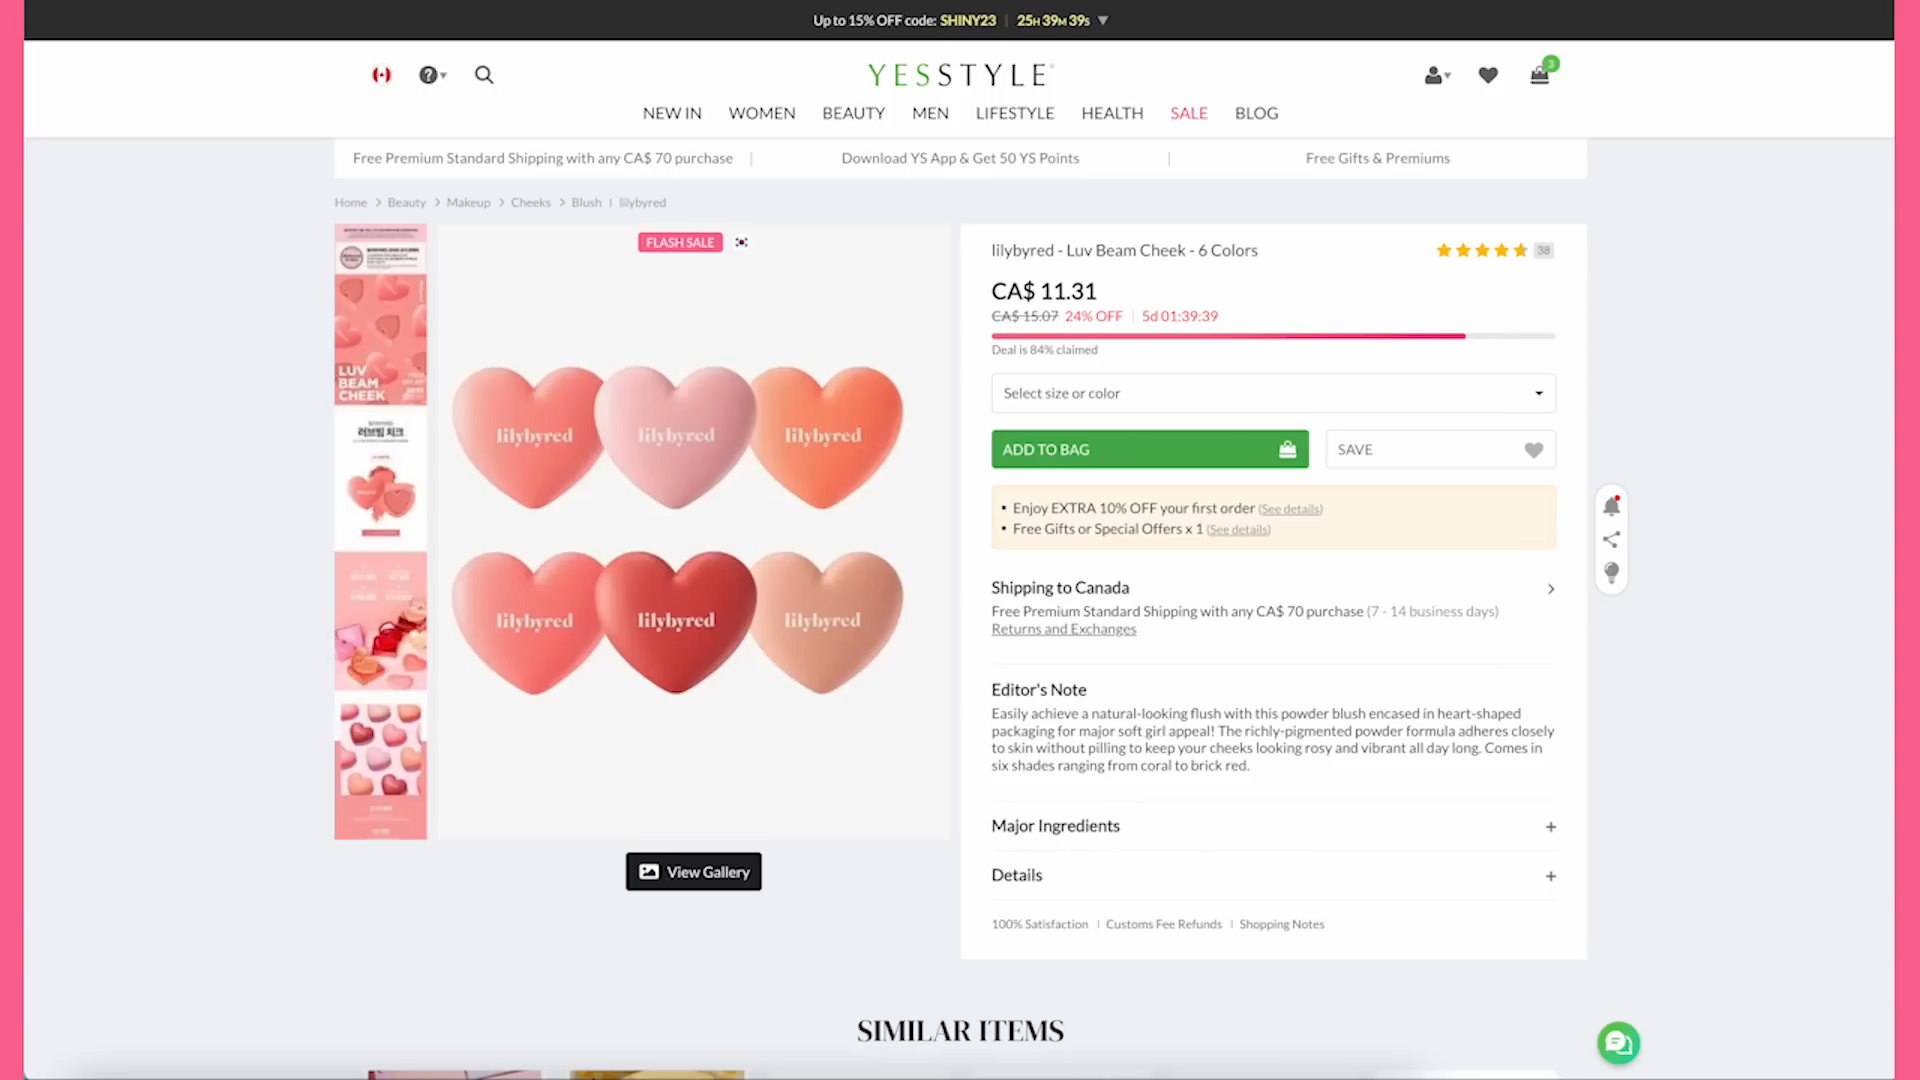 Up to 15% OFF code: SHINY23 | 25H 39M 39S
3
YESSTYLE
NEW IN WOMEN BEAUTY MEN LIFESTYLE HEALTH SALE BLOG
Free Premium Standard Shipping with any CA$ 70 purchase | Download YS App & Get 50 YS Points | Free Gifts & Premiums
Home > Beauty > Makeup > Cheeks > Blush | lilybyred
FLASH SALE
LUV
BEAM
CHEEK
러브빔 치크
lilybyred lilybyred lilybyred
lilybyred lilybyred lilybyred
View Gallery
lilybyred - Luv Beam Cheek - 6 Colors
38
CA$ 11.31
CA$ 15.07 24% OFF | 5d 01:39:39
Deal is 84% claimed
Select size or color
ADD TO BAG
SAVE
• Enjoy EXTRA 10% OFF your first order (See details)
• Free Gifts or Special Offers x 1 (See details)
Shipping to Canada
Free Premium Standard Shipping with any CA$ 70 purchase (7 - 14 business days)
Returns and Exchanges
Editor's Note
Easily achieve a natural-looking flush with this powder blush encased in heart-shaped
packaging for major soft girl appeal! The richly-pigmented powder formula adheres closely
to skin without pilling to keep your cheeks looking rosy and vibrant all day long. Comes in
six shades ranging from coral to brick red.
Major Ingredients +
Details +
100% Satisfaction | Customs Fee Refunds | Shopping Notes
SIMILAR ITEMS